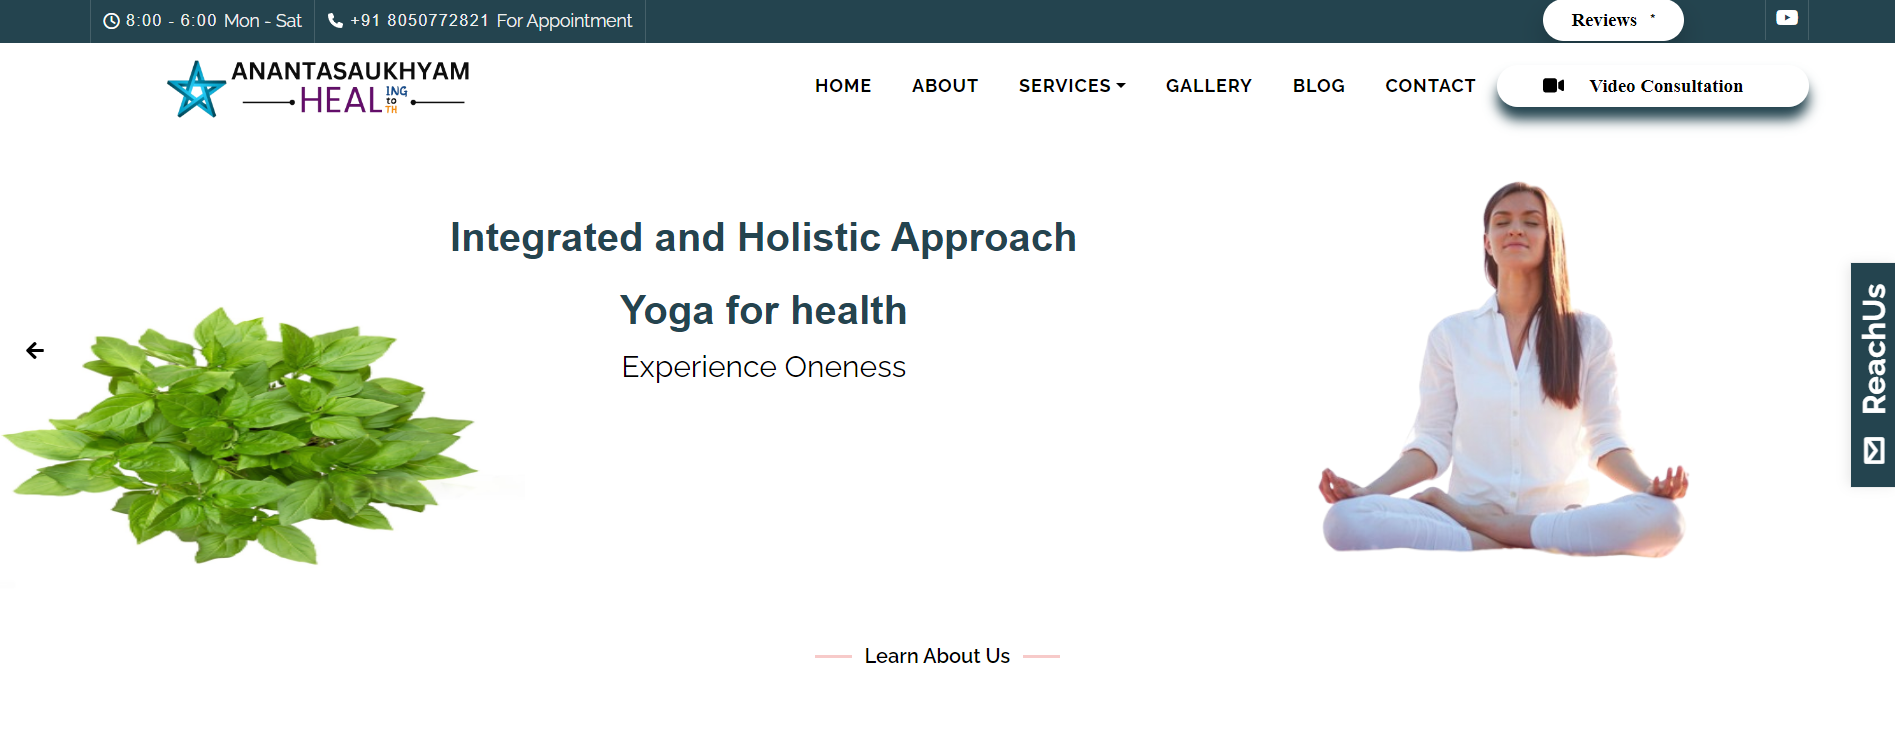 8:00 - 6:00 Mon - Sat
+91 8050772821 For Appointment
Reviews *
ANANTASAUKHYAM
HEAL ING to TH
HOME
ABOUT
SERVICES
GALLERY
BLOG
CONTACT
Video Consultation
Integrated and Holistic Approach
Yoga for health
Experience Oneness
ReachUs
Learn About Us